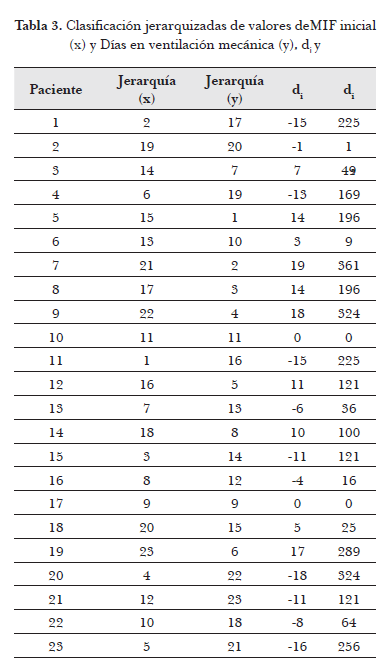 Tabla 3. Clasificación jerarquizadas de valores deMIF inicial
(x) y Días en ventilación mecánica (y), di y
Paciente Jerarquía (x) Jerarquía (y) di di
1 2 17 -15 225
2 19 20 -1 1
3 14 7 7 49
4 6 19 -13 169
5 15 1 14 196
6 13 10 3 9
7 21 2 19 361
8 17 3 14 196
9 22 4 18 324
10 11 11 0 0
11 1 16 -15 225
12 16 5 11 121
13 7 13 -6 36
14 18 8 10 100
15 3 14 -11 121
16 8 12 -4 16
17 9 9 0 0
18 20 15 5 25
19 23 6 17 289
20 4 22 -18 324
21 12 23 -11 121
22 10 18 -8 64
23 5 21 -16 256